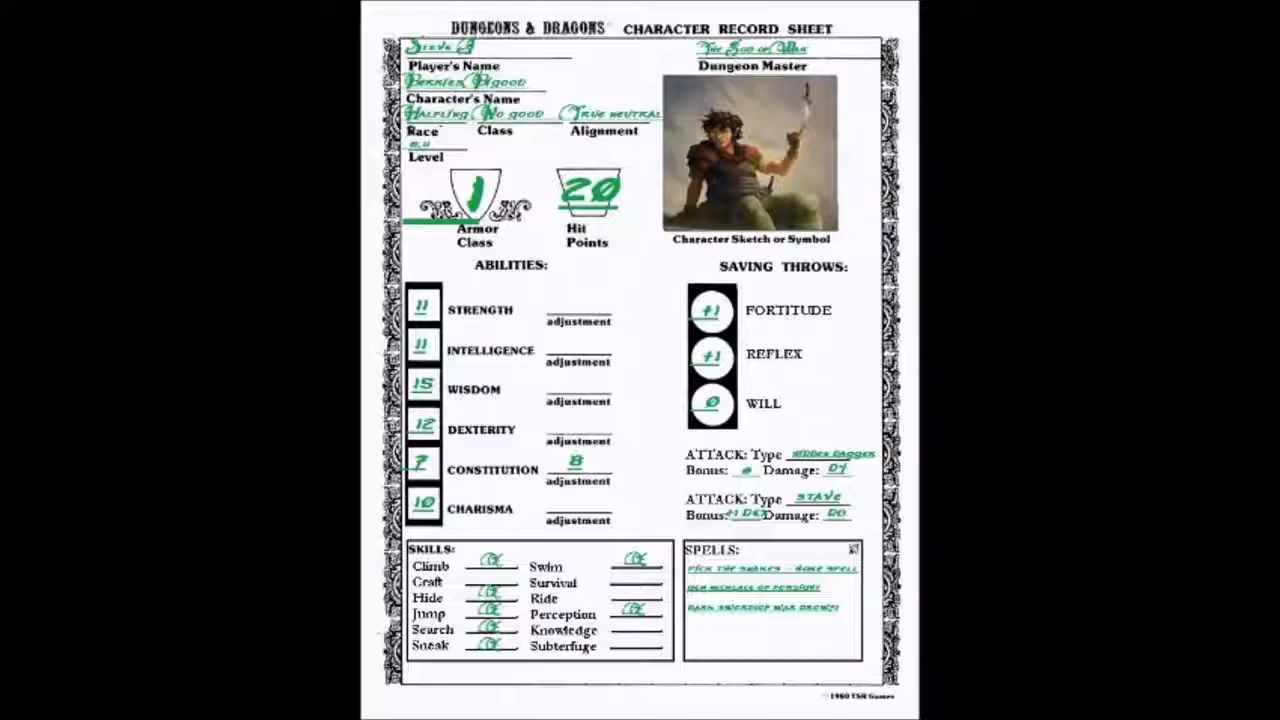 DUNGEONS & DRAGONS CHARACTER RECORD SHEET
Steve J The God of War
Player's Name Dungeon Master
Character's Name
Halfling No good True neutral
Race Class Alignment
Level
1 20
Armor Class Hit Points
Character Sketch or Symbol
ABILITIES: SAVING THROWS:
11 STRENGTH adjustment
11 INTELLIGENCE adjustment
15 WISDOM adjustment
12 DEXTERITY adjustment
7 CONSTITUTION 8 adjustment
10 CHARISMA adjustment
+1 FORTITUDE
+1 REFLEX
0 WILL
ATTACK: Type Dagger
Bonus: Damage: D4
ATTACK: Type Stave
Bonus: Damage:
SKILLS:
Climb Swim
Craft Survival
Hide Ride
Jump Perception
Search Knowledge
Sneak Subterfuge
SPELLS:
1980 TSR Games